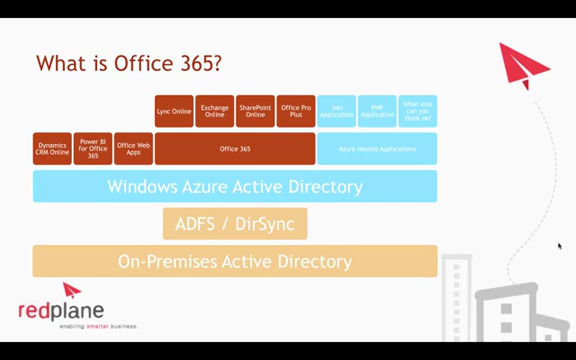 What is Office 365?
Lync Online
Exchange
Online
SharePoint
Online
Office Pro
Plus
.Net
Application
PHP
Application
What else
can you
think of?
Dynamics
CRM Online
Power BI
for Office
365
Office Web
Apps
Office 365
Azure Hosted Applications
Windows Azure Active Directory
ADFS / DirSync
On-Premises Active Directory
redplane
enabling smarter business.